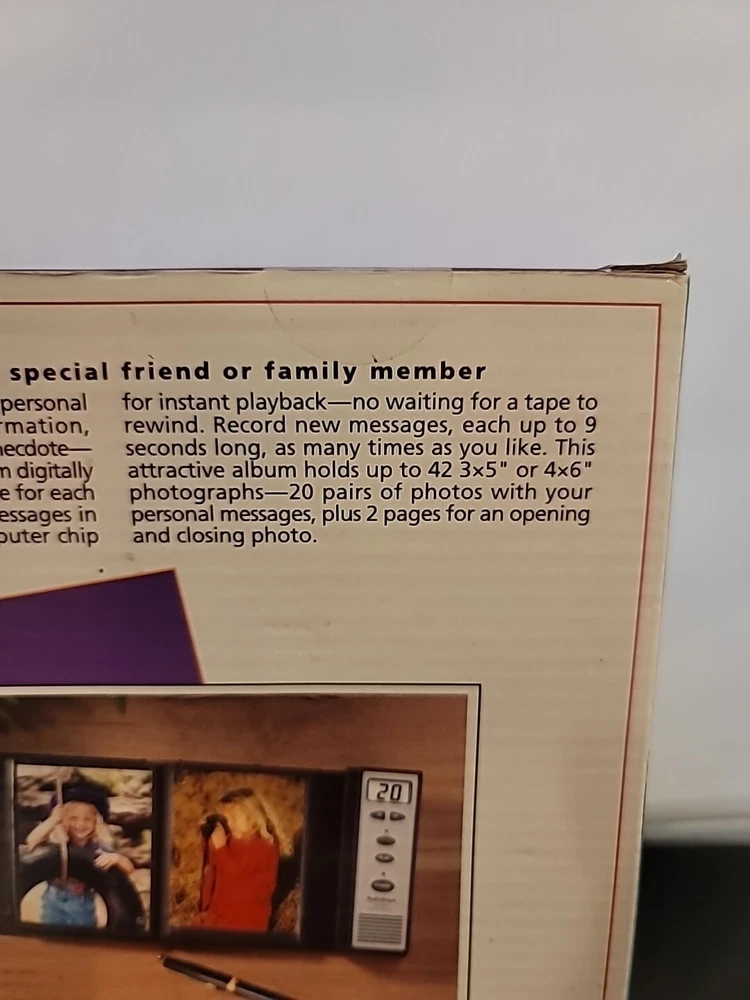 special friend or family member
personal
rmation,
necdote—
m digitally
e for each
essages in
puter chip
for instant playback—no waiting for a tape to
rewind. Record new messages, each up to 9
seconds long, as many times as you like. This
attractive album holds up to 42 3x5" or 4x6"
photographs—20 pairs of photos with your
personal messages, plus 2 pages for an opening
and closing photo.
20